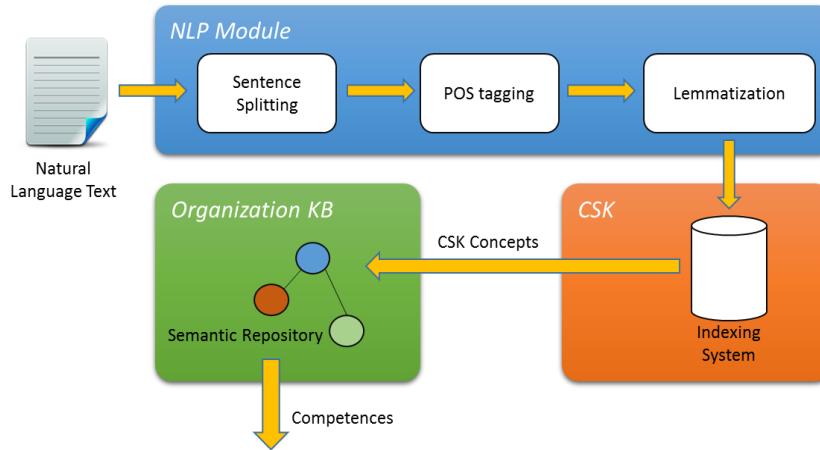 NLP Module
Sentence
Splitting
POS tagging
Lemmatization
Natural
Language Text
Organization KB
CSK
CSK Concepts
Semantic Repository
Indexing
System
Competences